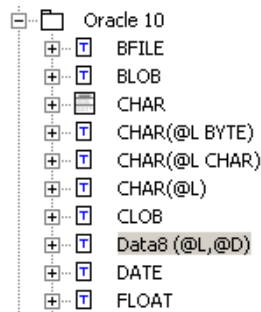 Oracle 10
BFILE
BLOB
CHAR
CHAR(@L BYTE)
CHAR(@L CHAR)
CHAR(@L)
CLOB
Data8 (@L,@D)
DATE
FLOAT